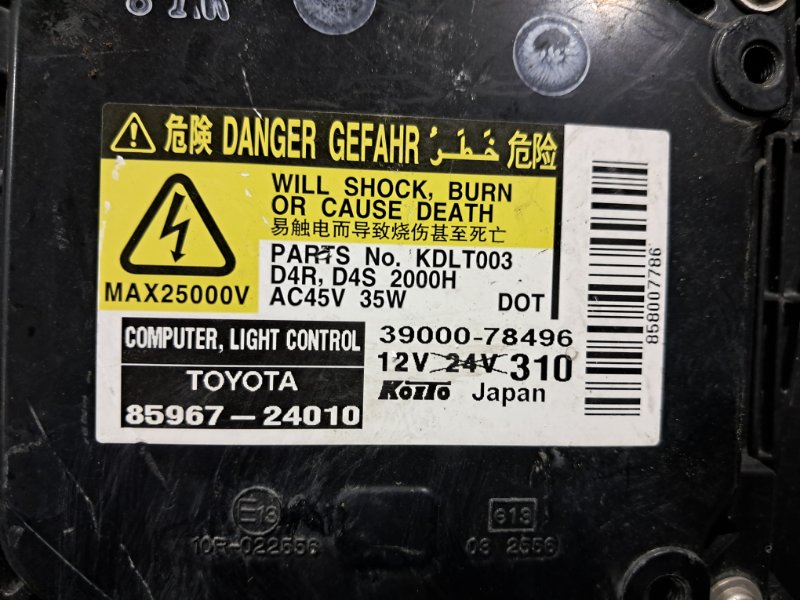 危険 DANGER GEFAHR خَطَرٌ 危险
WILL SHOCK, BURN
OR CAUSE DEATH
易触电而导致烧伤甚至死亡
MAX25000V
PARTS No. KDLT003
D4R, D4S 2000H
AC45V 35W DOT
COMPUTER, LIGHT CONTROL
TOYOTA
85967-24010
39000-78496
12V 24V 310
KOITO Japan
858007786
E13
10R-022556
G13
03 2556